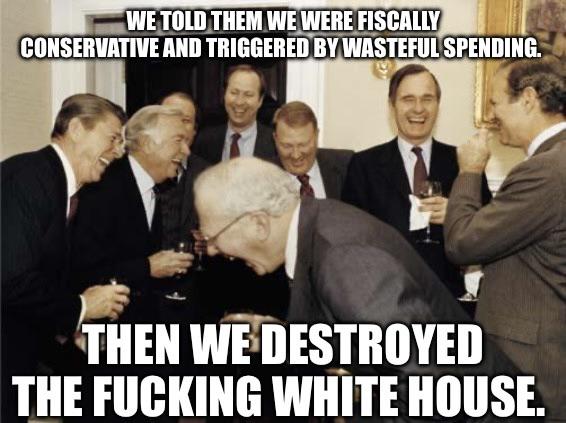 WE TOLD THEM WE WERE FISCALLY
CONSERVATIVE AND TRIGGERED BY WASTEFUL SPENDING.
THEN WE DESTROYED
THE FUCKING WHITE HOUSE.